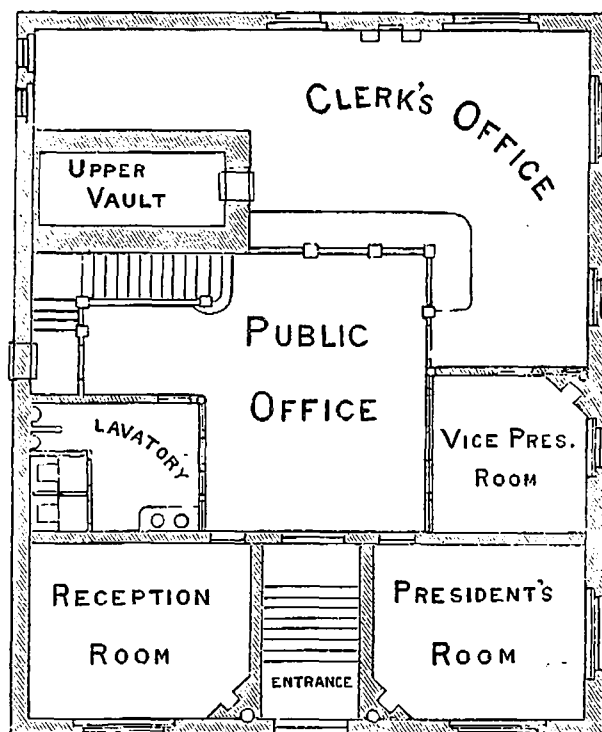 CLERK'S OFFICE
UPPER
VAULT
PUBLIC
OFFICE
LAVATORY
VICE PRES.
ROOM
RECEPTION
ROOM
PRESIDENT'S
ROOM
ENTRANCE